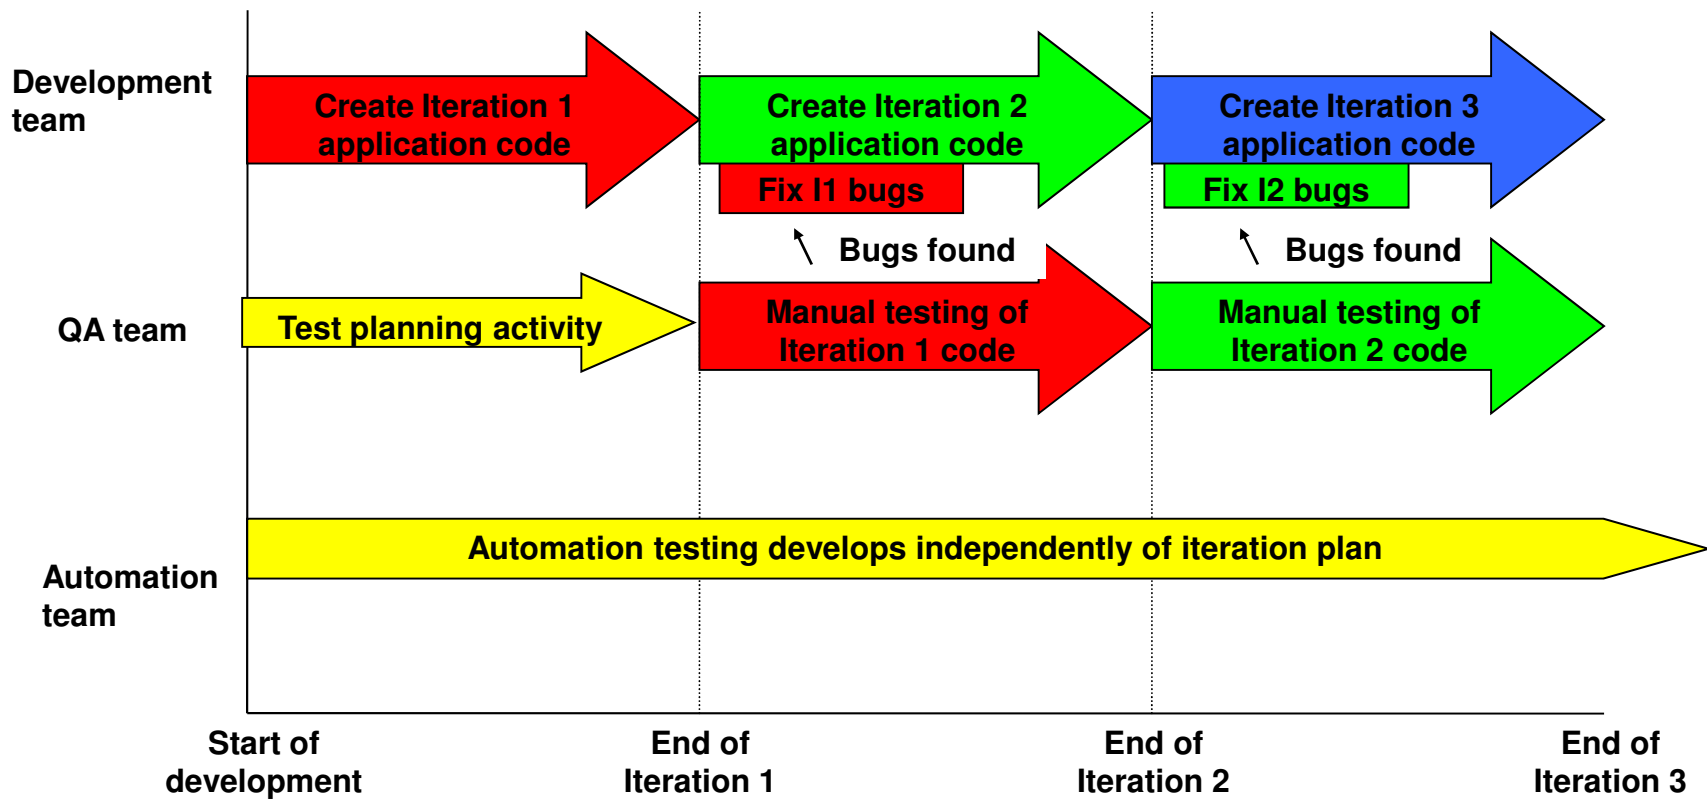 Development
team
Create Iteration 1
application code
Create Iteration 2
application code
Create Iteration 3
application code
Fix I1 bugs
Fix I2 bugs
Bugs found
Bugs found
QA team
Test planning activity
Manual testing of
Iteration 1 code
Manual testing of
Iteration 2 code
Automation testing develops independently of iteration plan
Automation
team
Start of
development
End of
Iteration 1
End of
Iteration 2
End of
Iteration 3